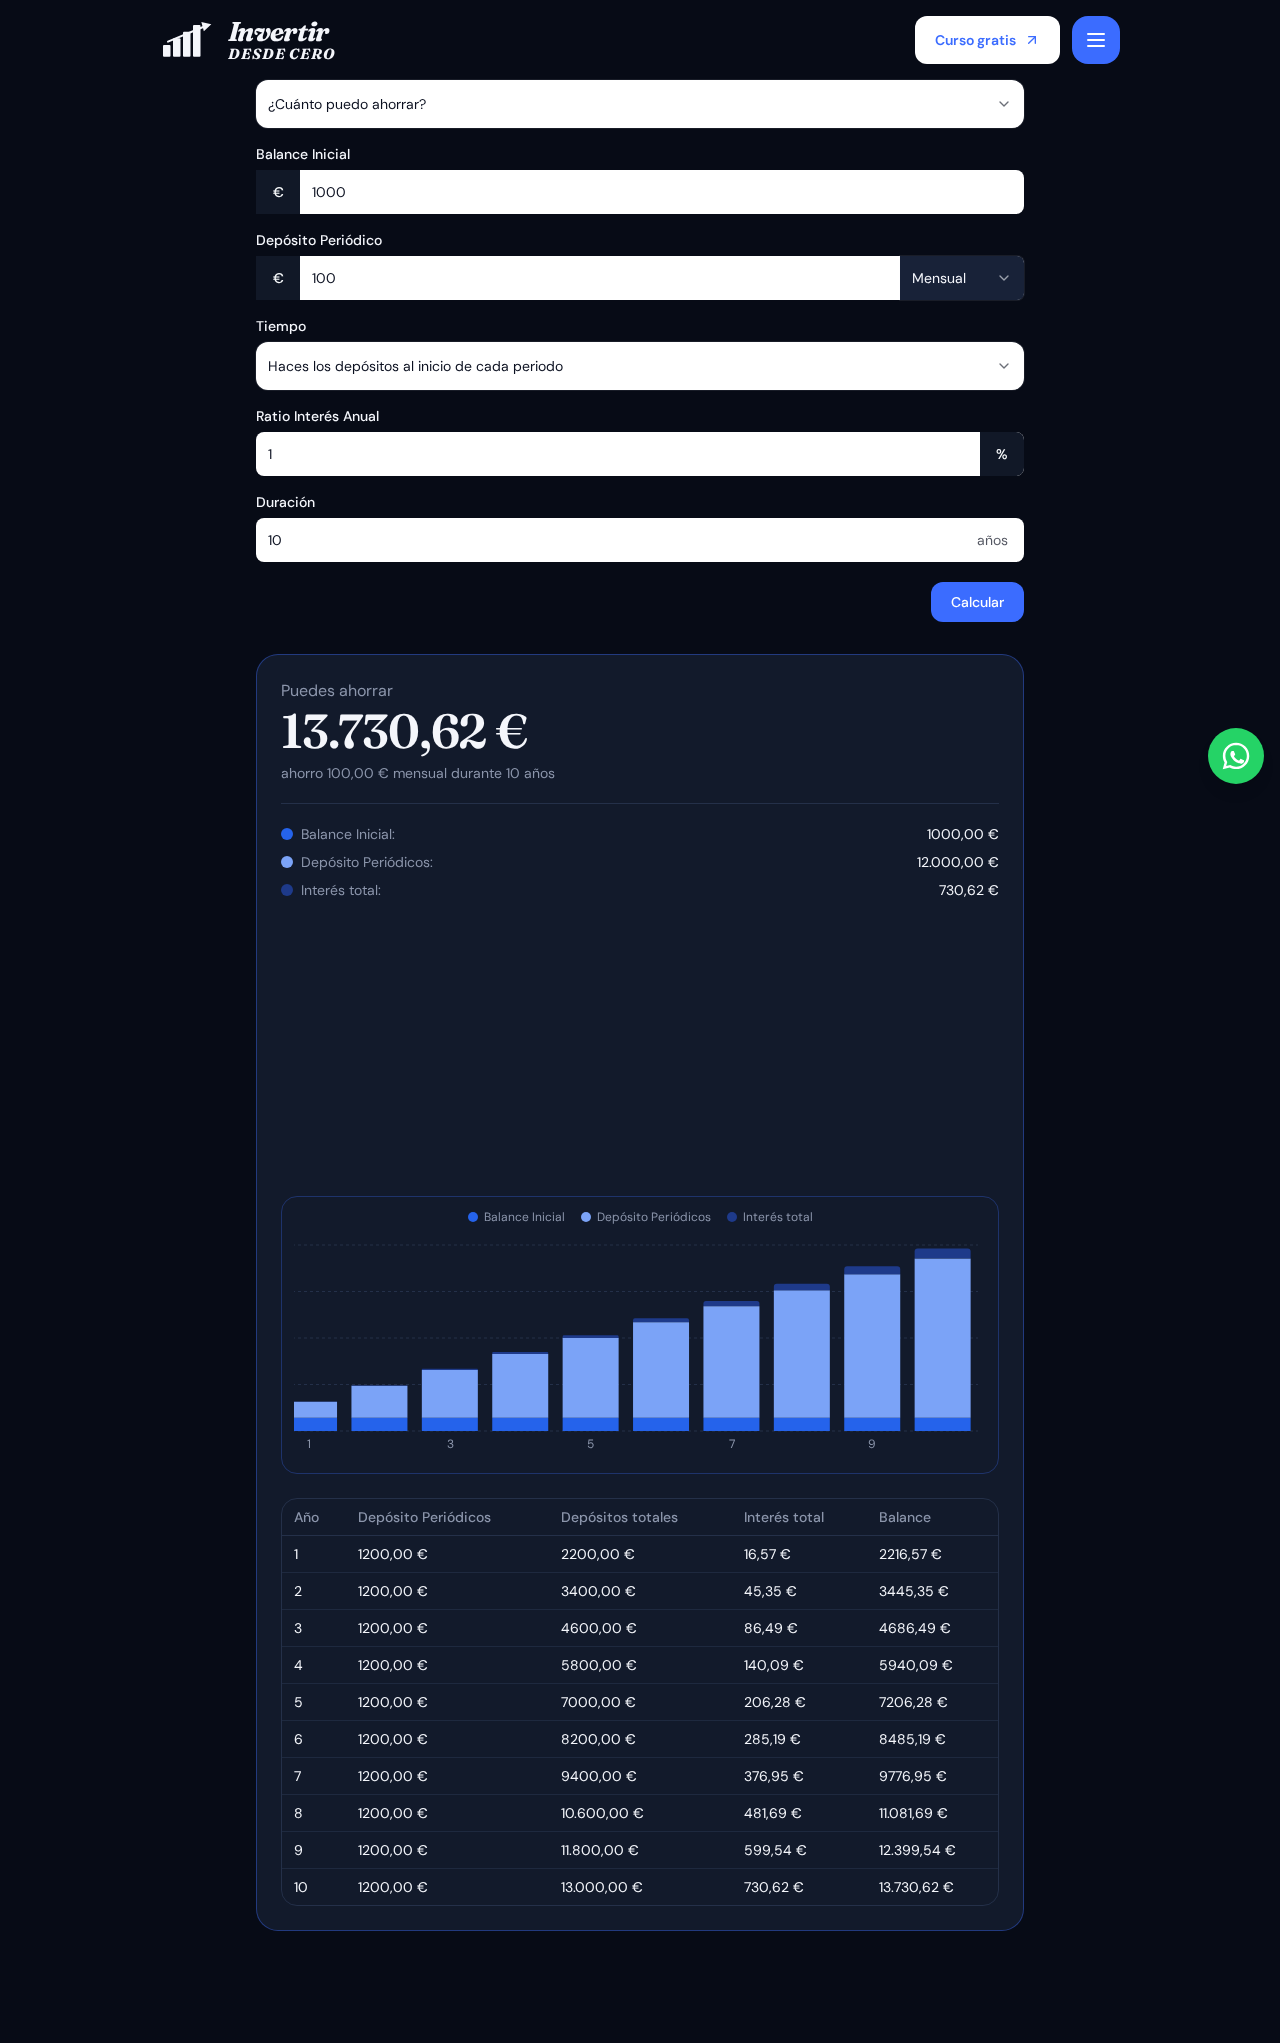 Invertir
DESDE CERO
Curso gratis
¿Cuánto puedo ahorrar?
Balance Inicial
€ 1000
Depósito Periódico
€ 100 Mensual
Tiempo
Haces los depósitos al inicio de cada periodo
Ratio Interés Anual
1 %
Duración
10 años
Calcular
Puedes ahorrar
13.730,62 €
ahorro 100,00 € mensual durante 10 años
Balance Inicial: 1000,00 €
Depósito Periódicos: 12.000,00 €
Interés total: 730,62 €
Balance Inicial Depósito Periódicos Interés total
1 3 5 7 9
Año Depósito Periódicos Depósitos totales Interés total Balance
1 1200,00 € 2200,00 € 16,57 € 2216,57 €
2 1200,00 € 3400,00 € 45,35 € 3445,35 €
3 1200,00 € 4600,00 € 86,49 € 4686,49 €
4 1200,00 € 5800,00 € 140,09 € 5940,09 €
5 1200,00 € 7000,00 € 206,28 € 7206,28 €
6 1200,00 € 8200,00 € 285,19 € 8485,19 €
7 1200,00 € 9400,00 € 376,95 € 9776,95 €
8 1200,00 € 10.600,00 € 481,69 € 11.081,69 €
9 1200,00 € 11.800,00 € 599,54 € 12.399,54 €
10 1200,00 € 13.000,00 € 730,62 € 13.730,62 €